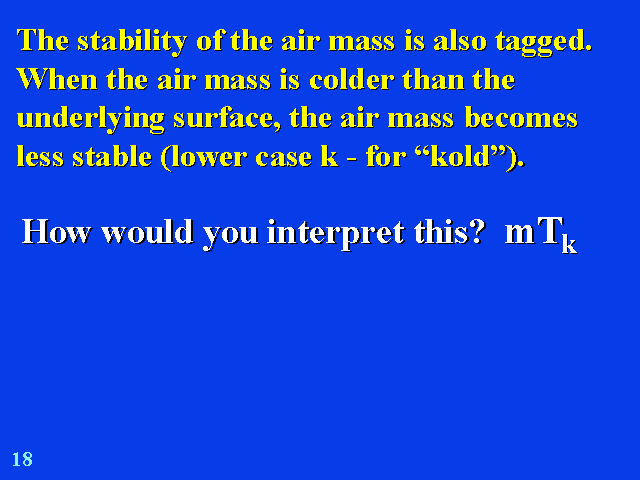 The stability of the air mass is also tagged.
When the air mass is colder than the
underlying surface, the air mass becomes
less stable (lower case k - for “kold”).
How would you interpret this? mTk
18